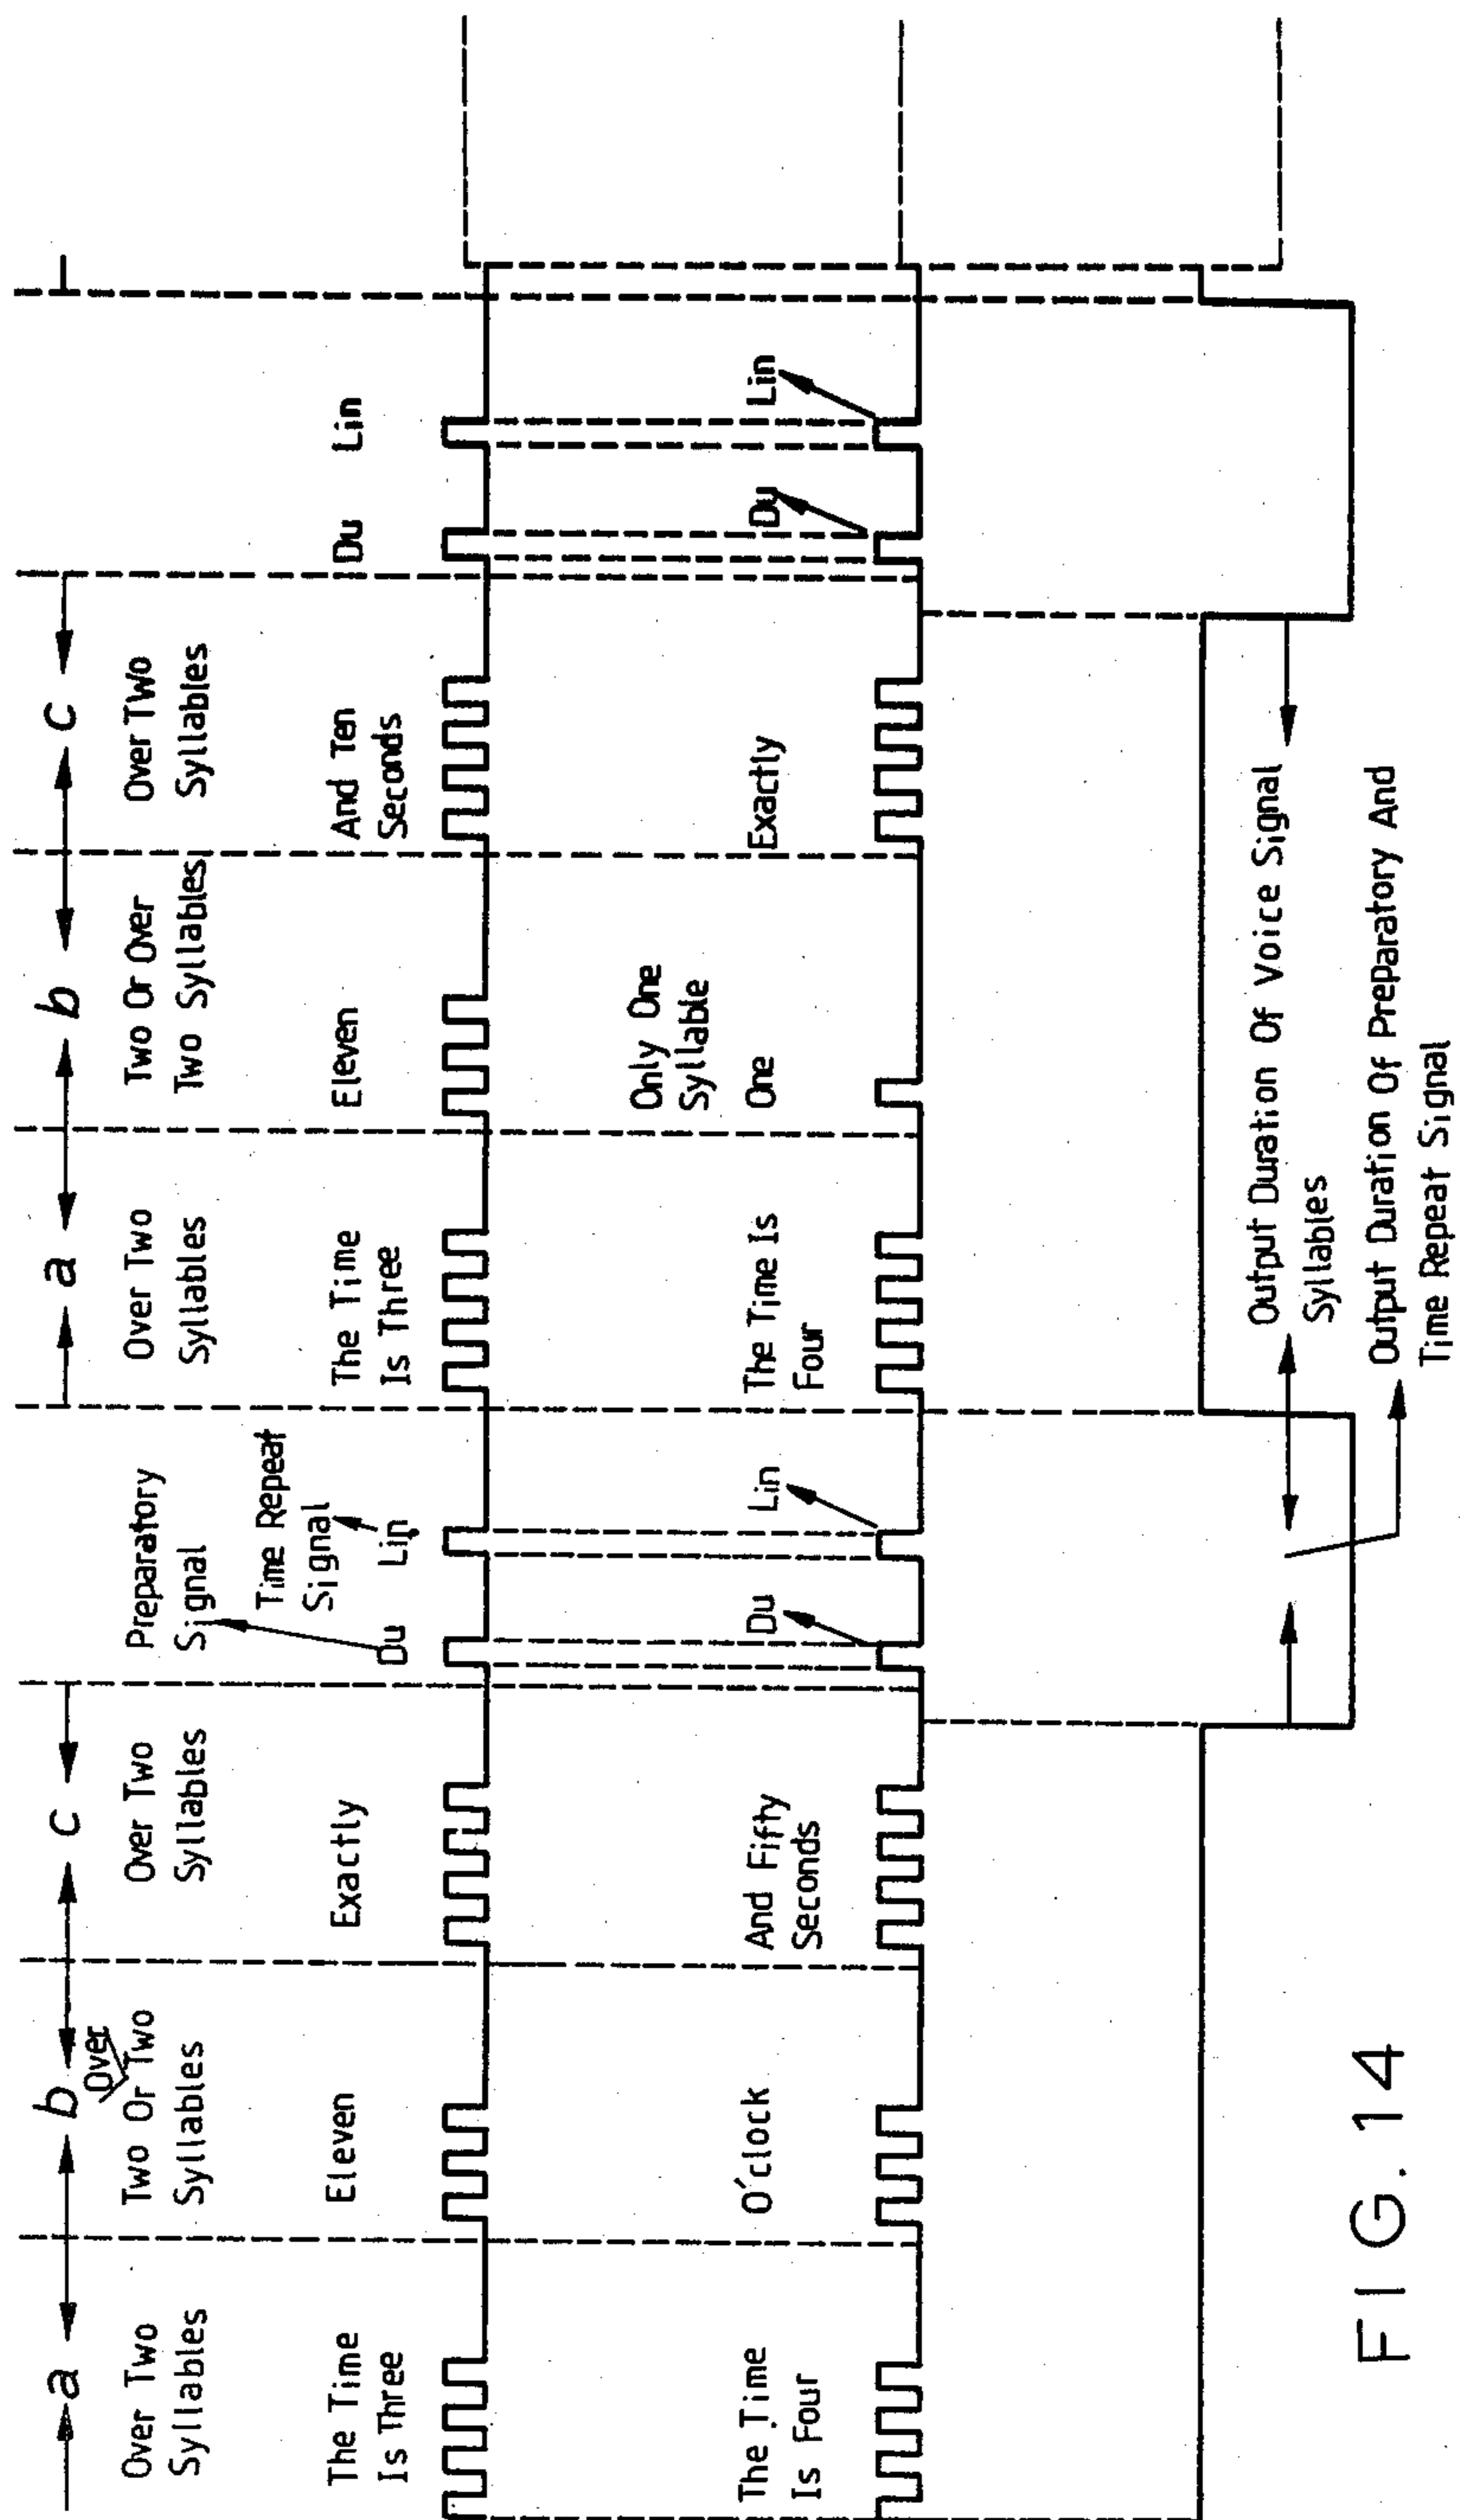 a
b
c
a
b
c
Over Two
Syllables
Over
Two Or Two
Syllables
Over Two
Syllables
Preparatory
Signal
Time Repeat
Signal
Over Two
Syllables
Two Or Over
Two Syllables
Over Two
Syllables
The Time
Is Three
Eleven
Exactly
Du
Lin
The Time
Is Three
Eleven
And Ten
Seconds
Du
Lin
Only One
Syllable
The Time
Is Four
O'clock
And Fifty
Seconds
Du
Lin
The Time Is
Four
One
Exactly
Du
Lin
Output Duration Of Voice Signal
Syllables
Output Duration Of Preparatory And
Time Repeat Signal
FIG. 14